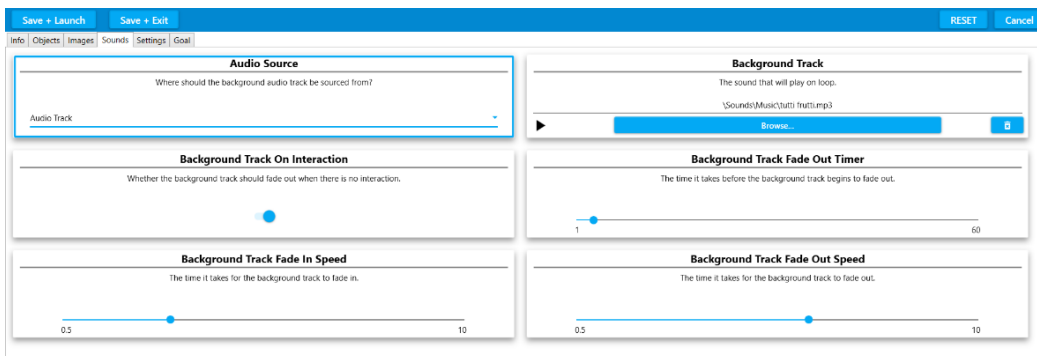 Save + Launch Save + Exit RESET Cancel
Info Objects Images Sounds Settings Goal
Audio Source
Where should the background audio track be sourced from?
Audio Track
Background Track
The sound that will play on loop.
\Sounds\Music\tutti frutti.mp3
Browse...
Background Track On Interaction
Whether the background track should fade out when there is no interaction.
Background Track Fade Out Timer
The time it takes before the background track begins to fade out.
1 60
Background Track Fade In Speed
The time it takes for the background track to fade in.
0.5 10
Background Track Fade Out Speed
The time it takes for the background track to fade out.
0.5 10